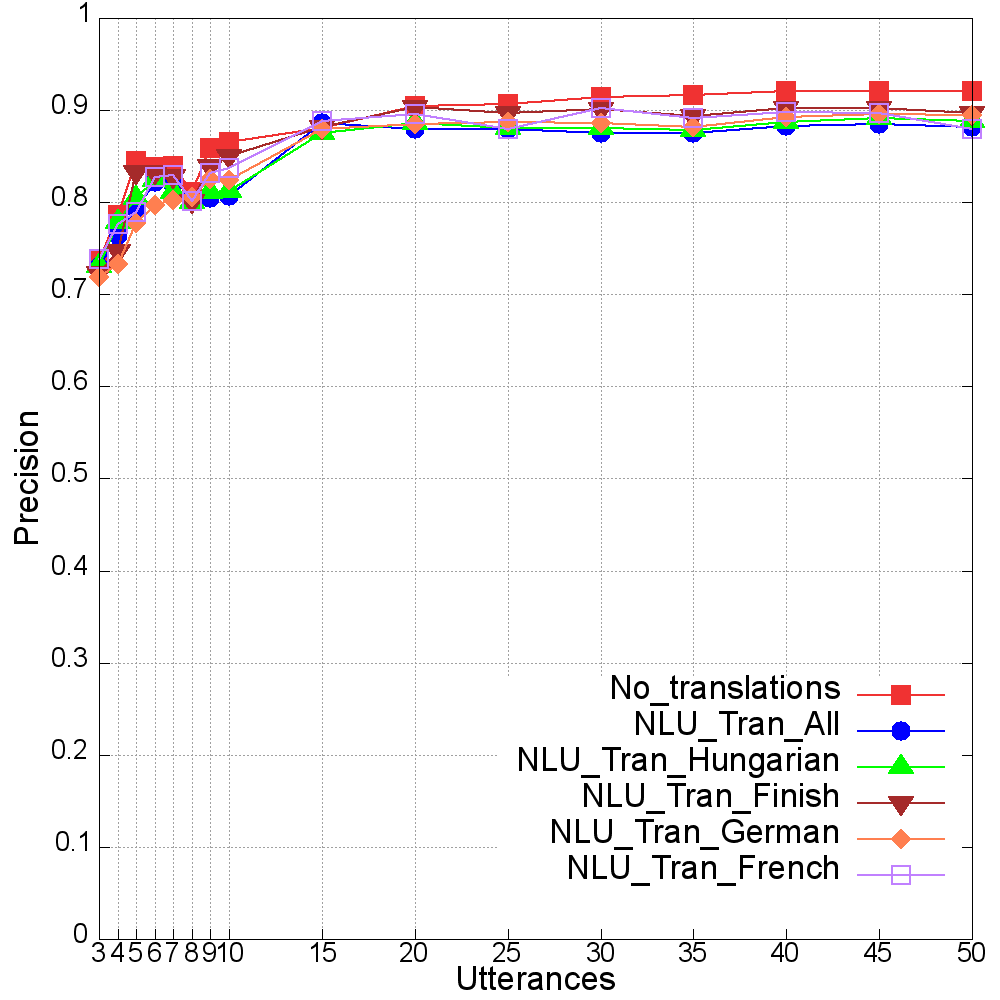 1
0.9
0.8
0.7
0.6
0.5
0.4
0.3
0.2
0.1
0
Precision
No_translations
NLU_Tran_All
NLU_Tran_Hungarian
NLU_Tran_Finish
NLU_Tran_German
NLU_Tran_French
3 4 5 6 7 8 9 10 15 20 25 30 35 40 45 50
Utterances